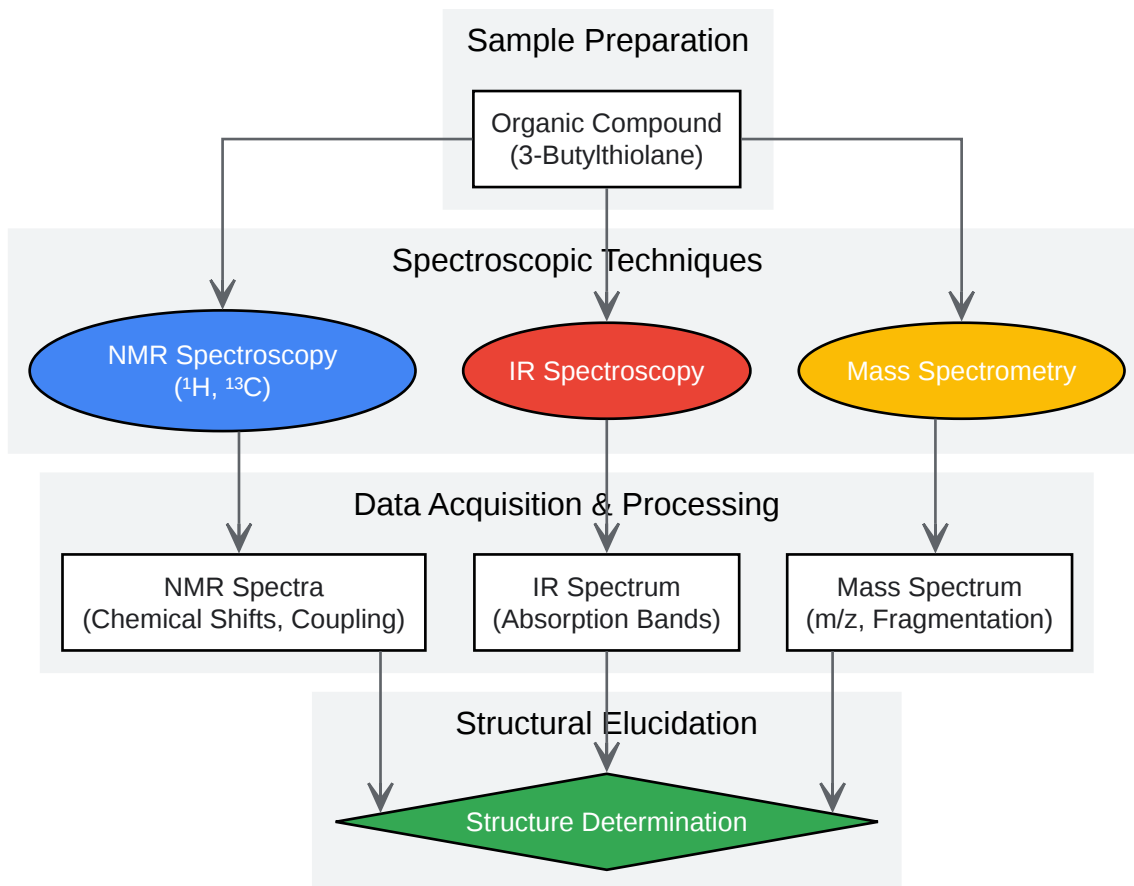 Sample Preparation
Organic Compound
(3-Butylthiolane)
Spectroscopic Techniques
NMR Spectroscopy
(¹H, ¹³C)
IR Spectroscopy
Mass Spectrometry
Data Acquisition & Processing
NMR Spectra
(Chemical Shifts, Coupling)
IR Spectrum
(Absorption Bands)
Mass Spectrum
(m/z, Fragmentation)
Structural Elucidation
Structure Determination